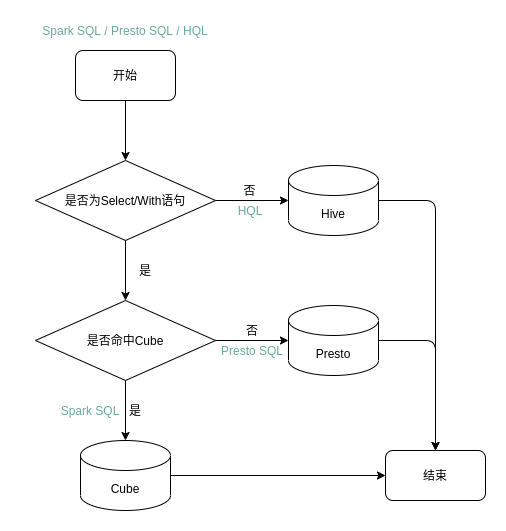 Spark SQL / Presto SQL / HQL
开始
是否为Select/With语句
否
HQL
Hive
是
是否命中Cube
否
Presto SQL
Presto
Spark SQL
是
Cube
结束